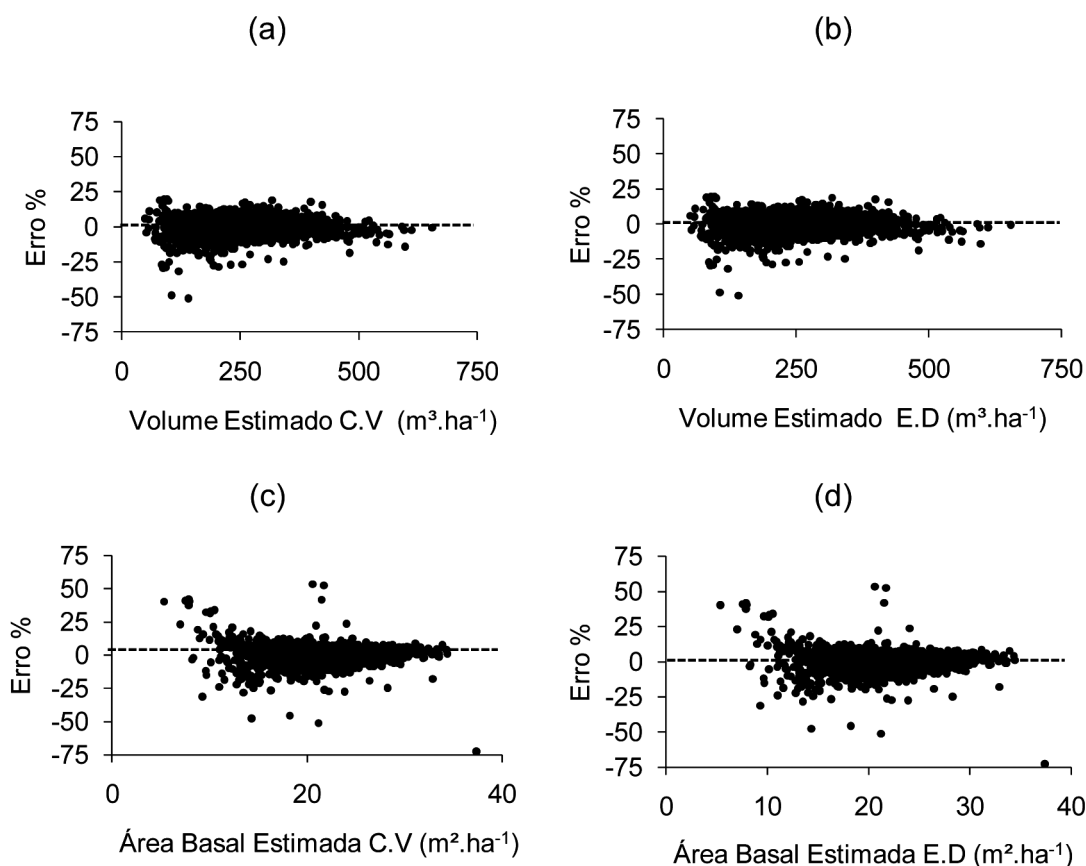 (a)
75
50
25
0
-25
-50
-75
Erro %
0 250 500 750
Volume Estimado C.V (m³.ha⁻¹)
(b)
75
50
25
0
-25
-50
-75
Erro %
0 250 500 750
Volume Estimado E.D (m³.ha⁻¹)
(c)
75
50
25
0
-25
-50
-75
Erro %
0 20 40
Área Basal Estimada C.V (m².ha⁻¹)
(d)
75
50
25
0
-25
-50
-75
Erro %
0 10 20 30 40
Área Basal Estimada E.D (m².ha⁻¹)